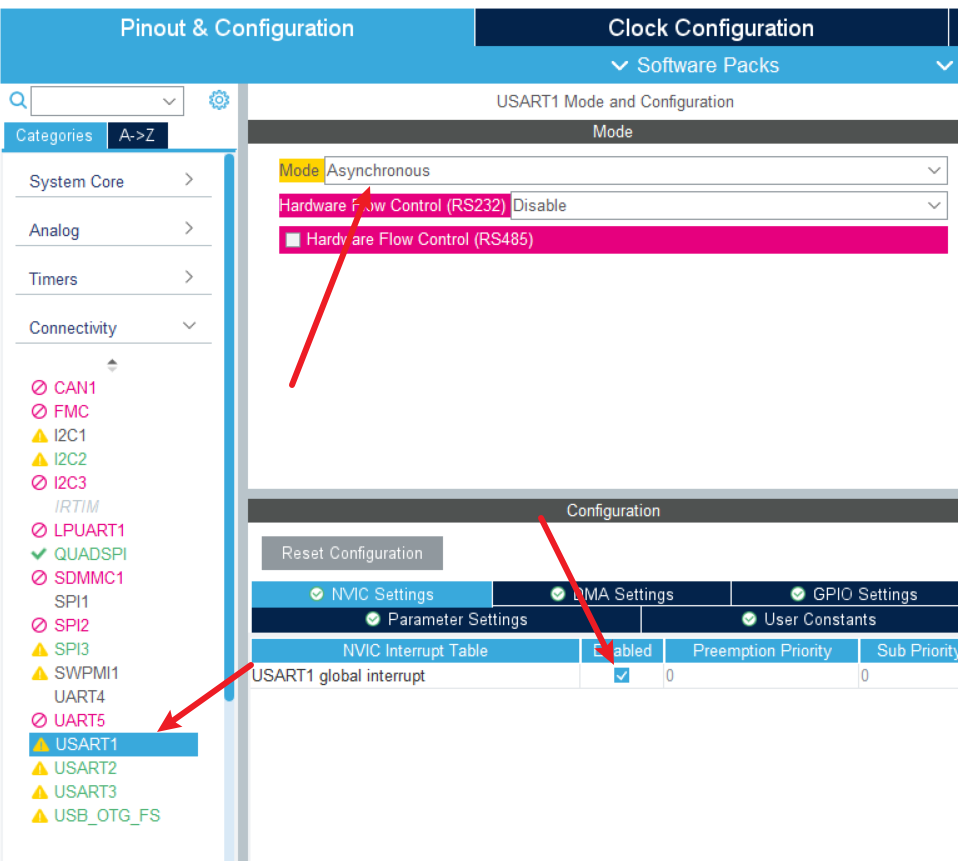 Pinout & Configuration
Clock Configuration
Software Packs
USART1 Mode and Configuration
Categories
A->Z
Mode
System Core
Analog
Timers
Connectivity
CAN1
FMC
I2C1
I2C2
I2C3
IRTIM
LPUART1
QUADSPI
SDMMC1
SPI1
SPI2
SPI3
SWPMI1
UART4
UART5
USART1
USART2
USART3
USB_OTG_FS
Mode Asynchronous
Hardware Flow Control (RS232) Disable
Hardware Flow Control (RS485)
Configuration
Reset Configuration
NVIC Settings
DMA Settings
GPIO Settings
Parameter Settings
User Constants
NVIC Interrupt Table
Enabled
Preemption Priority
Sub Priority
USART1 global interrupt
0
0